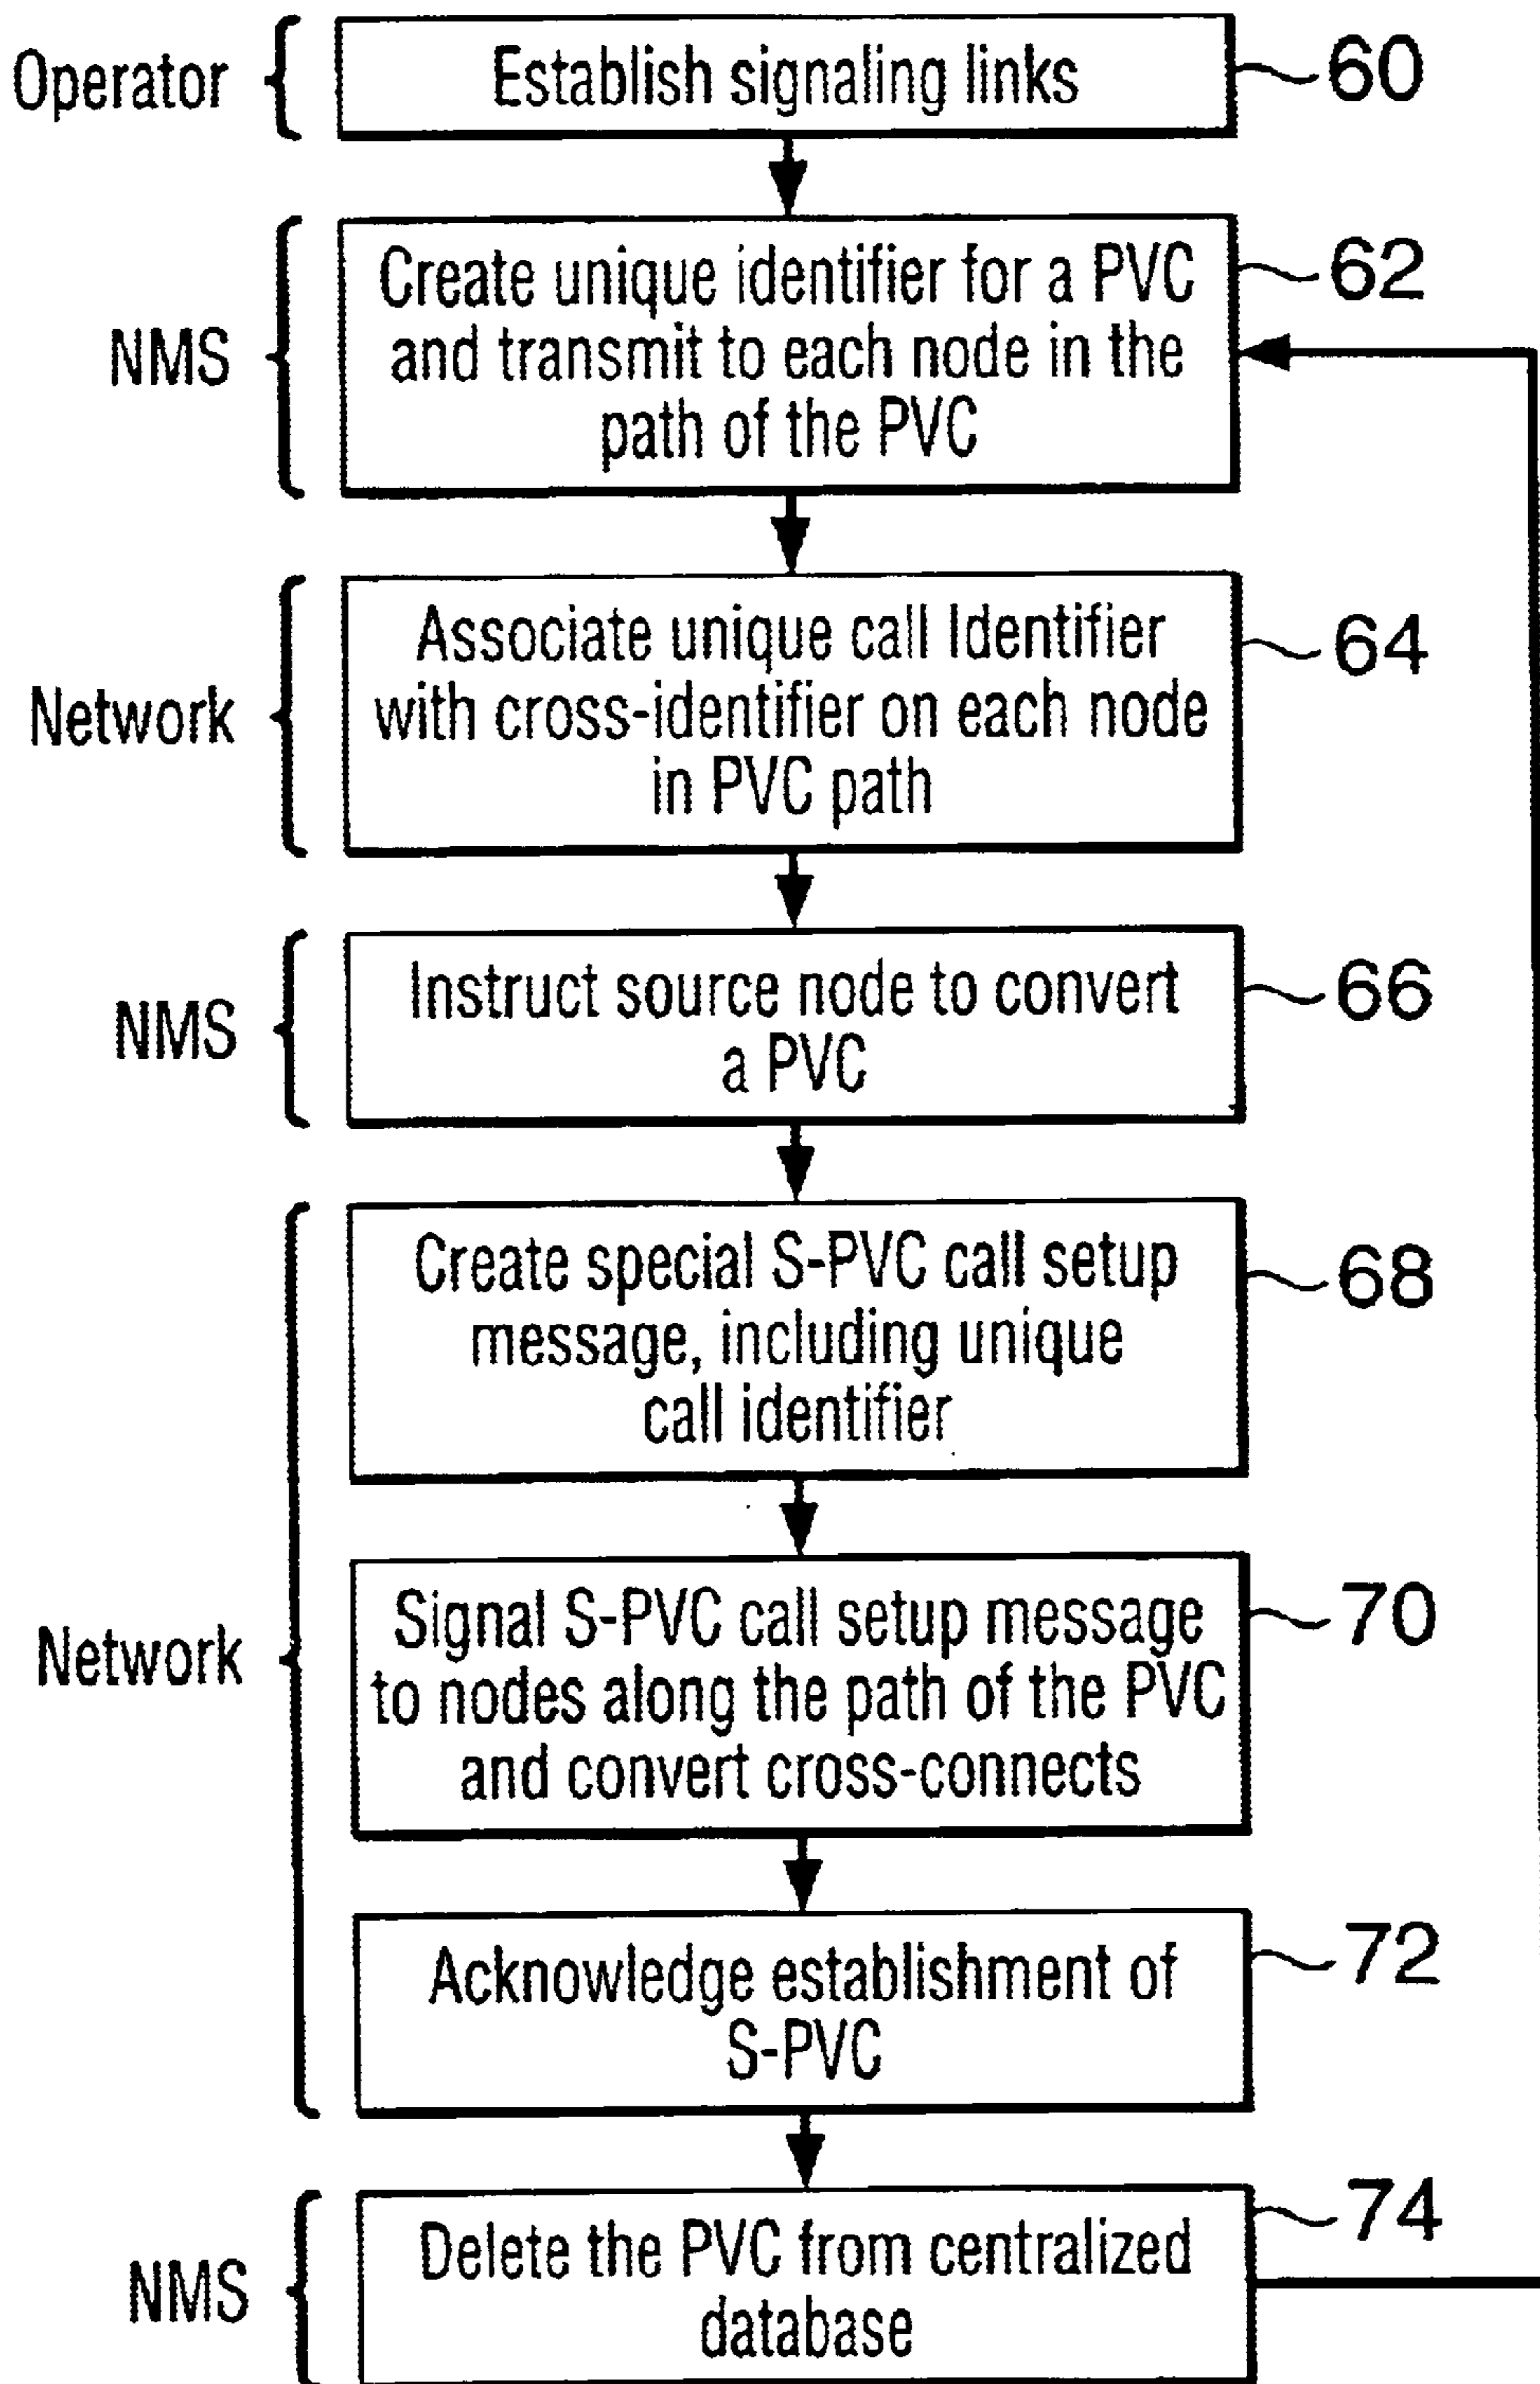 Operator
Establish signaling links
60
NMS
Create unique identifier for a PVC
and transmit to each node in the
path of the PVC
62
Network
Associate unique call Identifier
with cross-identifier on each node
in PVC path
64
NMS
Instruct source node to convert
a PVC
66
Network
Create special S-PVC call setup
message, including unique
call identifier
68
Signal S-PVC call setup message
to nodes along the path of the PVC
and convert cross-connects
70
Acknowledge establishment of
S-PVC
72
NMS
Delete the PVC from centralized
database
74